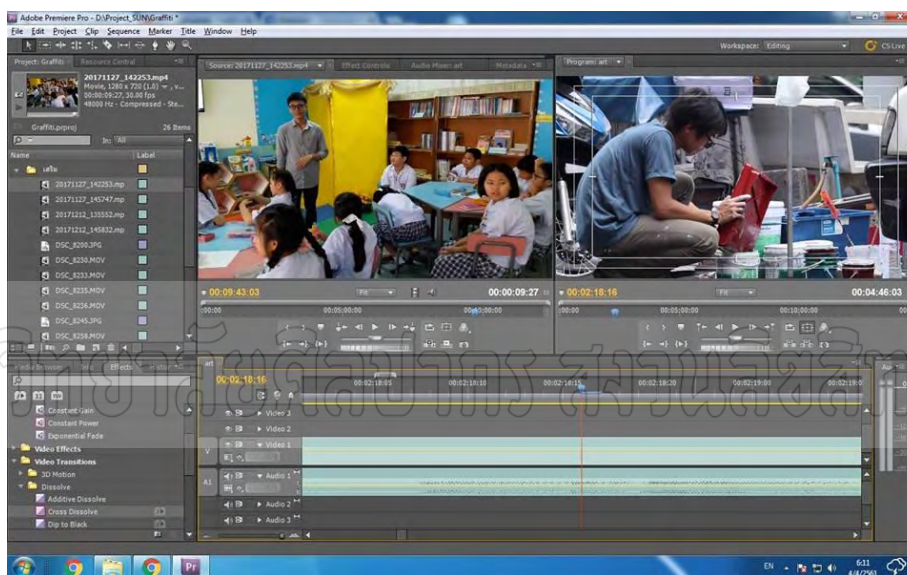 Adobe Premiere Pro - D:\Project_SUN\Graffiti *
File Edit Project Clip Sequence Marker Title Window Help
Workspace: Editing
CS Live
Project: Graffiti
Resource Central
Source: 20171127_142253.mp4
Effect Controls
Audio Mixer: art
Metadata
Program: art
20171127_142253.mp4
Movie, 1280 x 720 (1.0)
00:00:09:27, 30.00 fps
48000 Hz - Compressed - Ste...
Graffiti.prproj
26 Items
In: All
Name
Label
20171127_142253.mp
20171127_145747.mp
20171212_135552.mp
20171212_145832.mp
DSC_8200.JPG
DSC_8230.MOV
DSC_8233.MOV
DSC_8235.MOV
DSC_8236.MOV
DSC_8245.JPG
DSC_8258.MOV
00:09:43:03
Fit
00:00:09:27
00:02:18:16
Fit
00:04:46:03
:00:00
00:05:00:00
00:10:00:00
:00:00
00:05:00:00
00:10:00:00
Info
Effects
Constant Gain
Constant Power
Exponential Fade
Video Effects
Video Transitions
3D Motion
Dissolve
Additive Dissolve
Cross Dissolve
Dip to Black
art
00:02:18:16
00:02:18:05
00:02:18:10
00:02:18:15
00:02:18:20
00:02:19:00
Video 3
Video 2
V
Video 1
A1
Audio 1
Audio 2
Audio 3
EN
6:11
4/4/2561